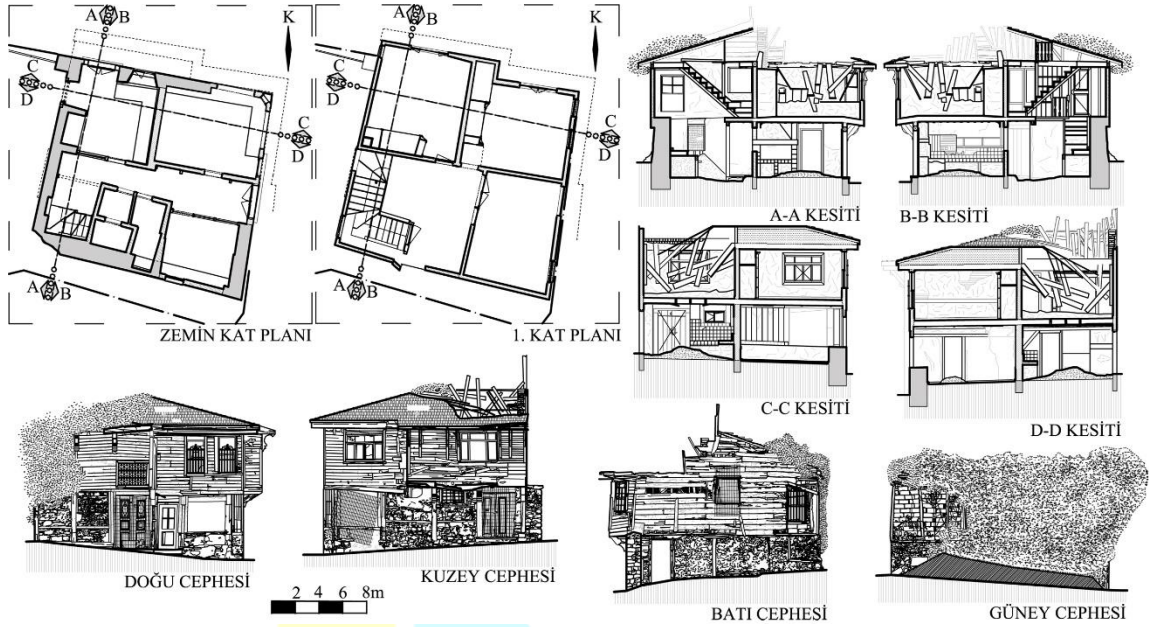 A B
K
C
D
C
D
A B
ZEMİN KAT PLANI
A B
K
C
D
C
D
A B
1. KAT PLANI
A-A KESİTİ
B-B KESİTİ
C-C KESİTİ
D-D KESİTİ
DOĞU CEPHESİ
KUZEY CEPHESİ
BATI CEPHESİ
GÜNEY CEPHESİ
2 4 6 8m